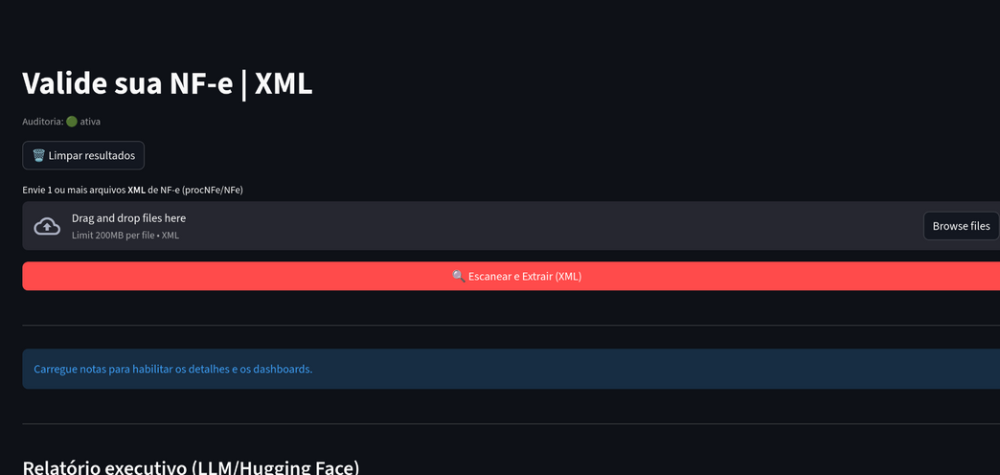 Valide sua NF-e | XML
Auditoria: 🟢 ativa
🗑️ Limpar resultados
Envie 1 ou mais arquivos XML de NF-e (procNFe/NFe)
Drag and drop files here
Limit 200MB per file • XML
Browse files
🔍 Escanear e Extrair (XML)
Carregue notas para habilitar os detalhes e os dashboards.
Relatório executivo (LLM/Hugging Face)